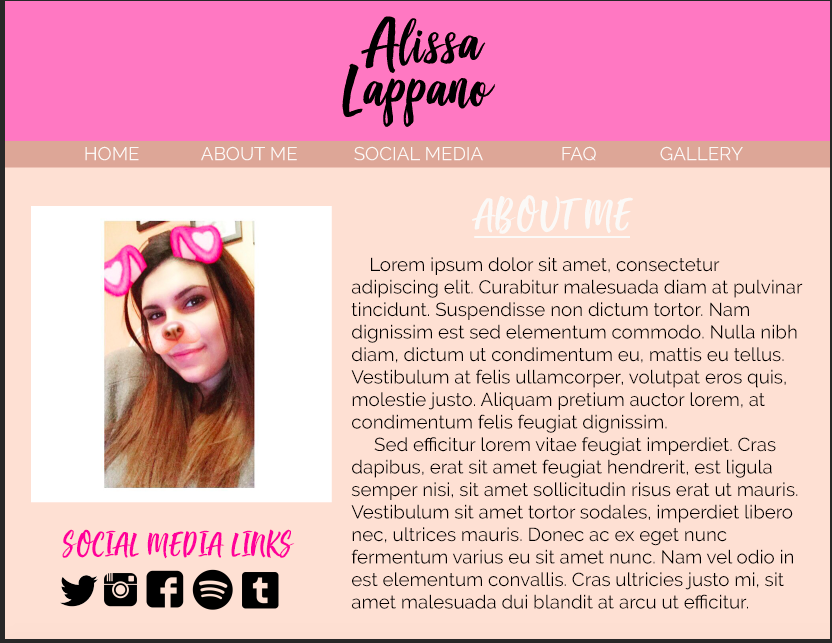 Alissa
Lappano
HOME ABOUT ME SOCIAL MEDIA FAQ GALLERY
ABOUT ME
Lorem ipsum dolor sit amet, consectetur
adipiscing elit. Curabitur malesuada diam at pulvinar
tincidunt. Suspendisse non dictum tortor. Nam
dignissim est sed elementum commodo. Nulla nibh
diam, dictum ut condimentum eu, mattis eu tellus.
Vestibulum at felis ullamcorper, volutpat eros quis,
molestie justo. Aliquam pretium auctor lorem, at
condimentum felis feugiat dignissim.
Sed efficitur lorem vitae feugiat imperdiet. Cras
dapibus, erat sit amet feugiat hendrerit, est ligula
semper nisi, sit amet sollicitudin risus erat ut mauris.
Vestibulum sit amet tortor sodales, imperdiet libero
nec, ultrices mauris. Donec ac ex eget nunc
fermentum varius eu sit amet nunc. Nam vel odio in
est elementum convallis. Cras ultricies justo mi, sit
amet malesuada dui blandit at arcu ut efficitur.
SOCIAL MEDIA LINKS